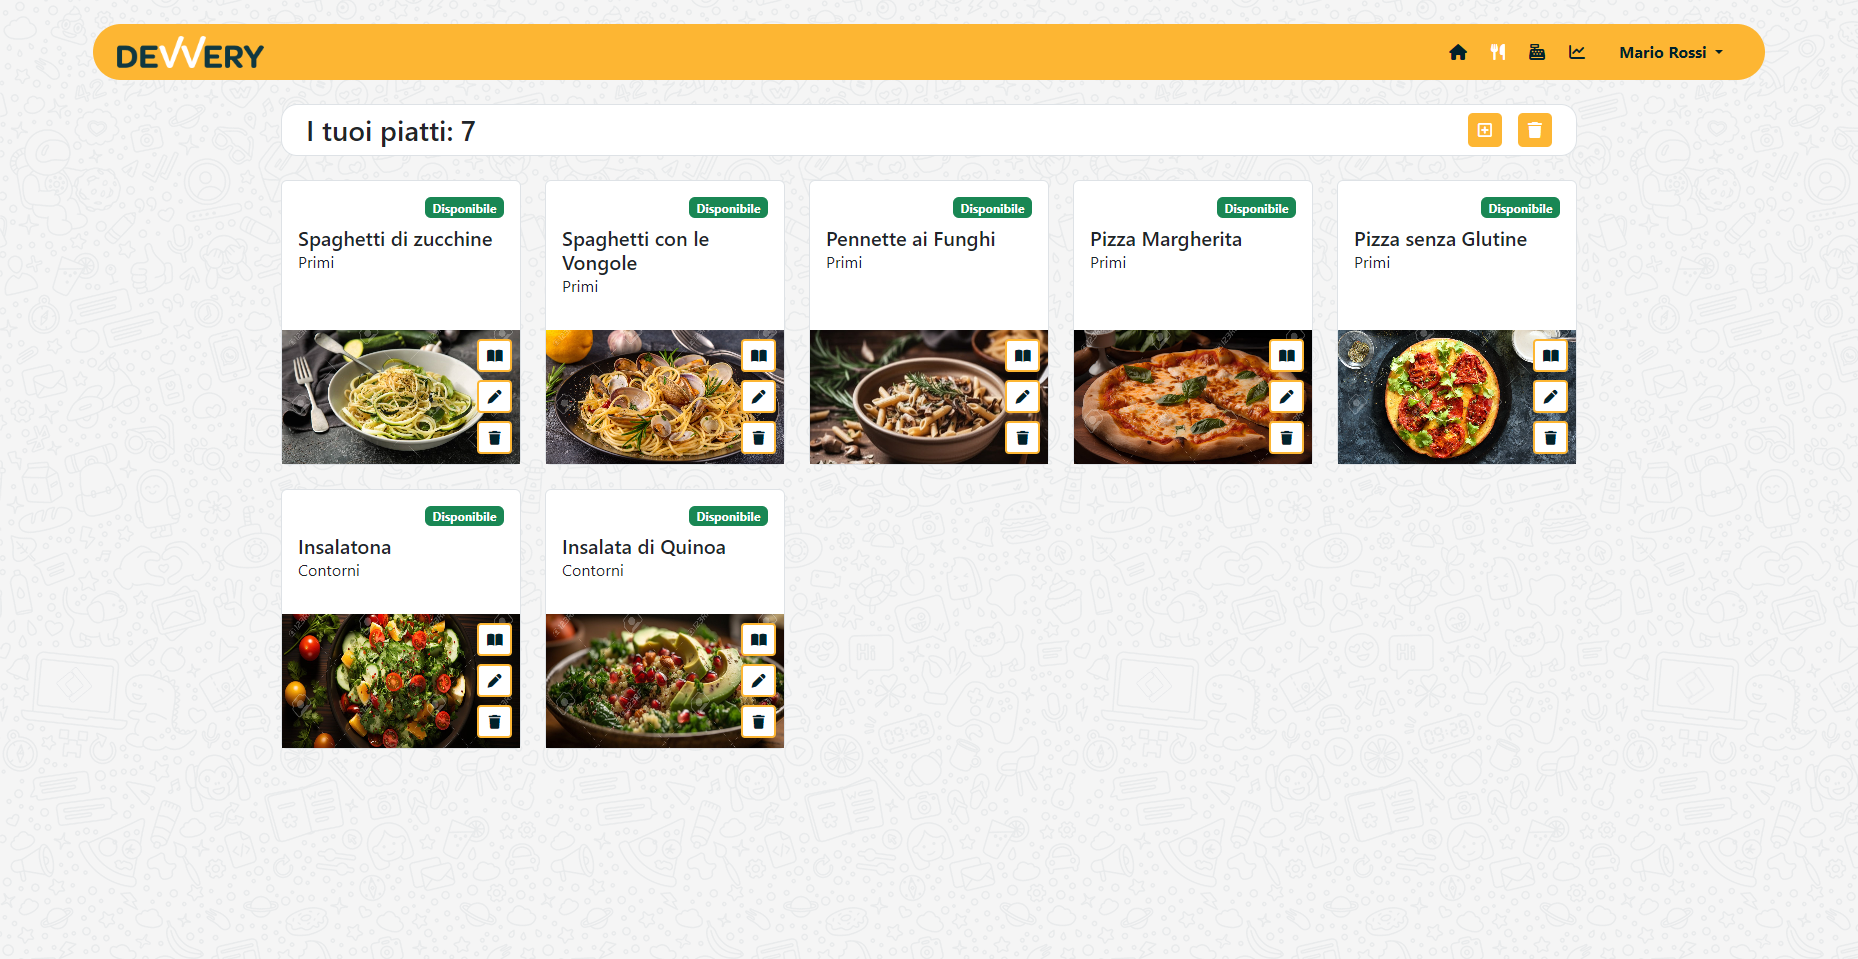 DEWERY
Mario Rossi
I tuoi piatti: 7
Disponibile
Spaghetti di zucchine
Primi
Disponibile
Spaghetti con le
Vongole
Primi
Disponibile
Pennette ai Funghi
Primi
Disponibile
Pizza Margherita
Primi
Disponibile
Pizza senza Glutine
Primi
Disponibile
Insalatona
Contorni
Disponibile
Insalata di Quinoa
Contorni